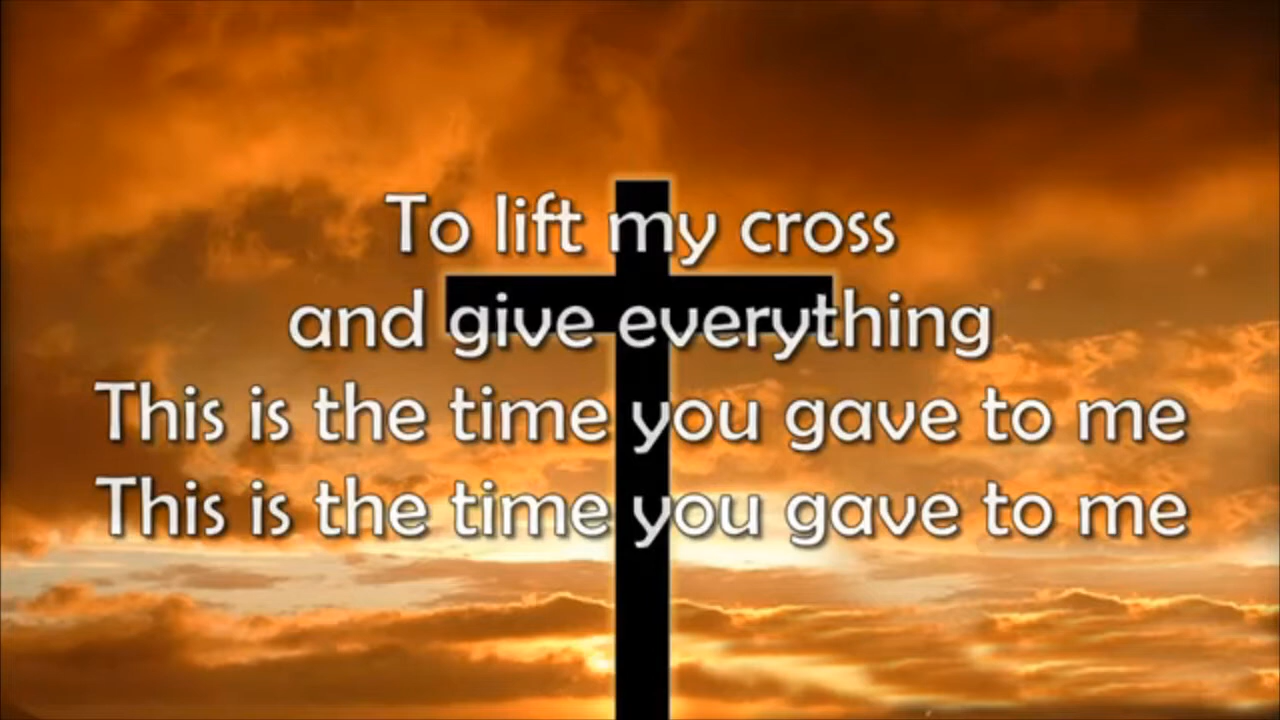 To lift my cross
and give everything
This is the time you gave to me
This is the time you gave to me